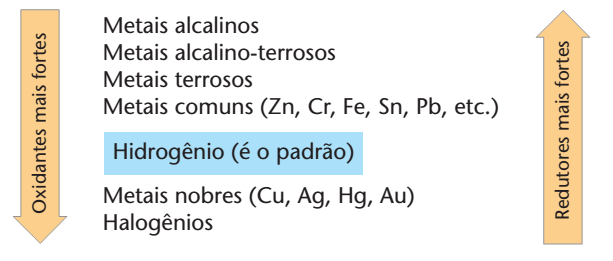 Oxidantes mais fortes
Metais alcalinos
Metais alcalino-terrosos
Metais terrosos
Metais comuns (Zn, Cr, Fe, Sn, Pb, etc.)
Hidrogênio (é o padrão)
Metais nobres (Cu, Ag, Hg, Au)
Halogênios
Redutores mais fortes